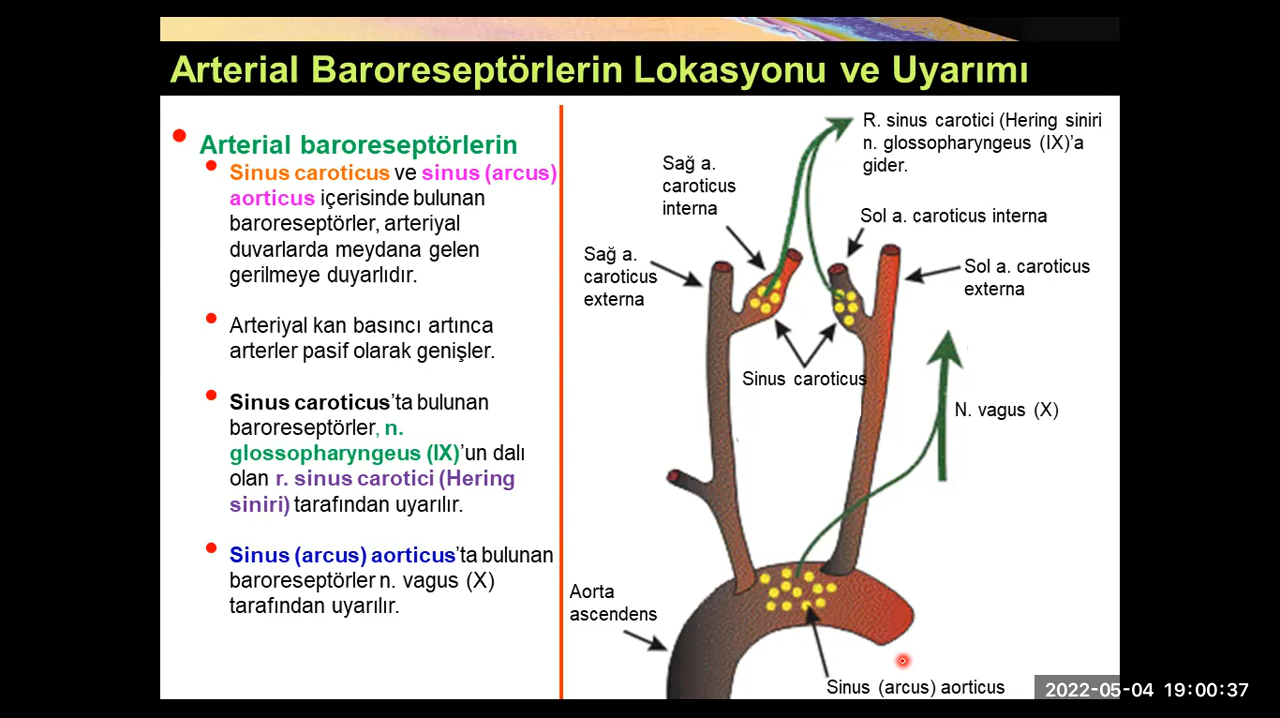 Arterial Baroreseptörlerin Lokasyonu ve Uyarımı
Arterial baroreseptörlerin
Sinus caroticus ve sinus (arcus)
aorticus içerisinde bulunan
baroreseptörler, arteriyal
duvarlarda meydana gelen
gerilmeye duyarlıdır.
Arteriyal kan basıncı artınca
arterler pasif olarak genişler.
Sinus caroticus'ta bulunan
baroreseptörler, n.
glossopharyngeus (IX)'un dalı
olan r. sinus carotici (Hering
siniri) tarafından uyarılır.
Sinus (arcus) aorticus'ta bulunan
baroreseptörler n. vagus (X)
tarafından uyarılır.
R. sinus carotici (Hering siniri
n. glossopharyngeus (IX)'a
gider.
Sağ a.
caroticus
interna
Sol a. caroticus interna
Sağ a.
caroticus
externa
Sol a. caroticus
externa
Sinus caroticus
N. vagus (X)
Aorta
ascendens
Sinus (arcus) aorticus
2022-05-04 19:00:37